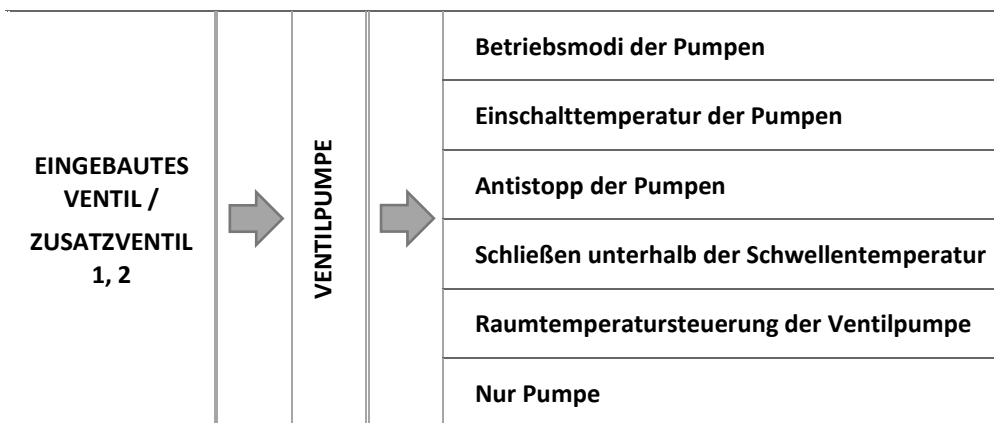 EINGEBAUTES
VENTIL /
ZUSATZVENTIL
1, 2
VENTILPUMPE
Betriebsmodi der Pumpen
Einschalttemperatur der Pumpen
Antistopp der Pumpen
Schließen unterhalb der Schwellentemperatur
Raumtemperatursteuerung der Ventilpumpe
Nur Pumpe